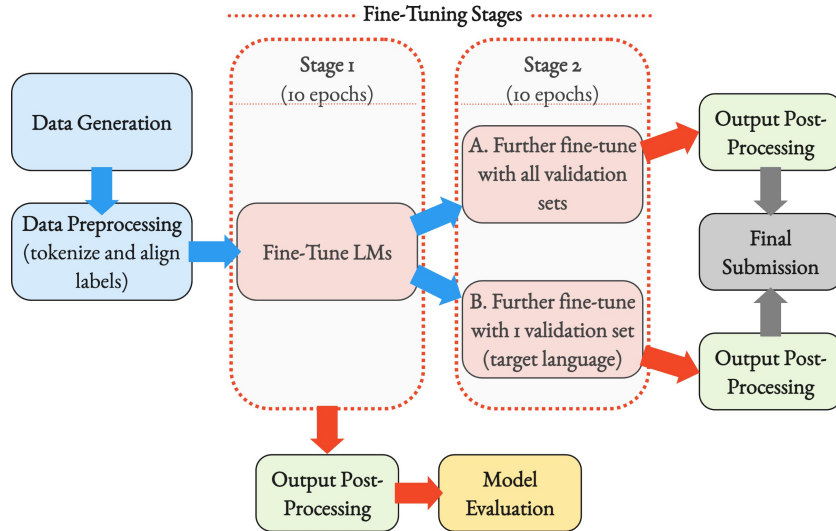 Fine-Tuning Stages
Stage 1
(10 epochs)
Stage 2
(10 epochs)
Data Generation
Data Preprocessing
(tokenize and align
labels)
Fine-Tune LMs
A. Further fine-tune
with all validation
sets
B. Further fine-tune
with 1 validation set
(target language)
Output Post-
Processing
Final
Submission
Output Post-
Processing
Output Post-
Processing
Model
Evaluation